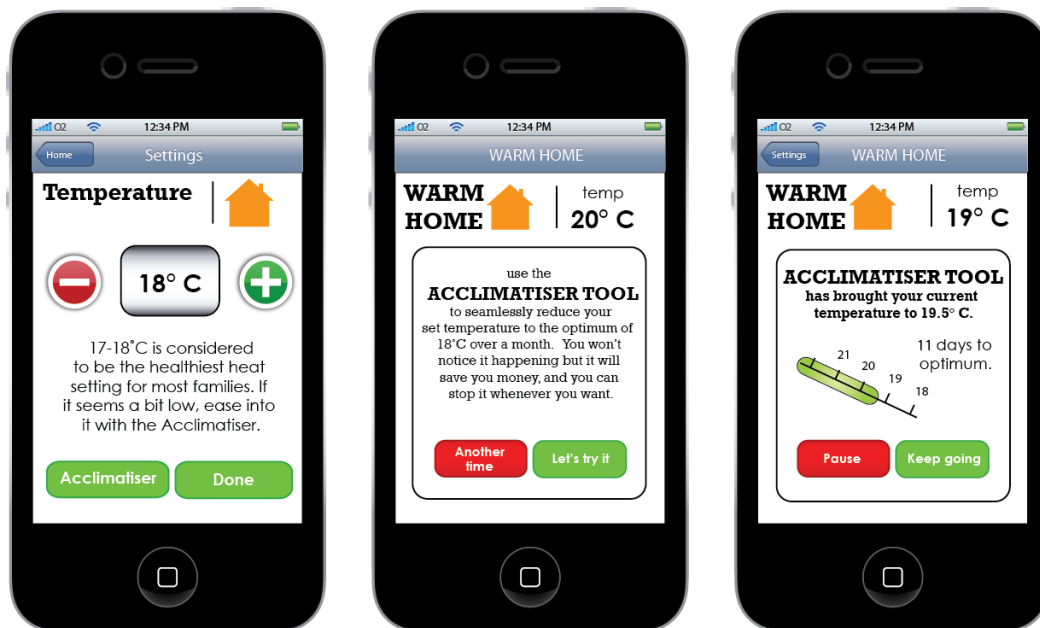 O2 12:34 PM
Home Settings
Temperature
18° C
17-18˚C is considered
to be the healthiest heat
setting for most families. If
it seems a bit low, ease into
it with the Acclimatiser.
Acclimatiser Done
O2 12:34 PM
WARM HOME
WARM
HOME
temp
20° C
use the
ACCLIMATISER TOOL
to seamlessly reduce your
set temperature to the optimum of
18˚C over a month. You won't
notice it happening but it will
save you money, and you can
stop it whenever you want.
Another
time
Let's try it
O2 12:34 PM
Settings WARM HOME
WARM
HOME
temp
19° C
ACCLIMATISER TOOL
has brought your current
temperature to 19.5° C.
11 days to
optimum.
21
20
19
18
Pause Keep going